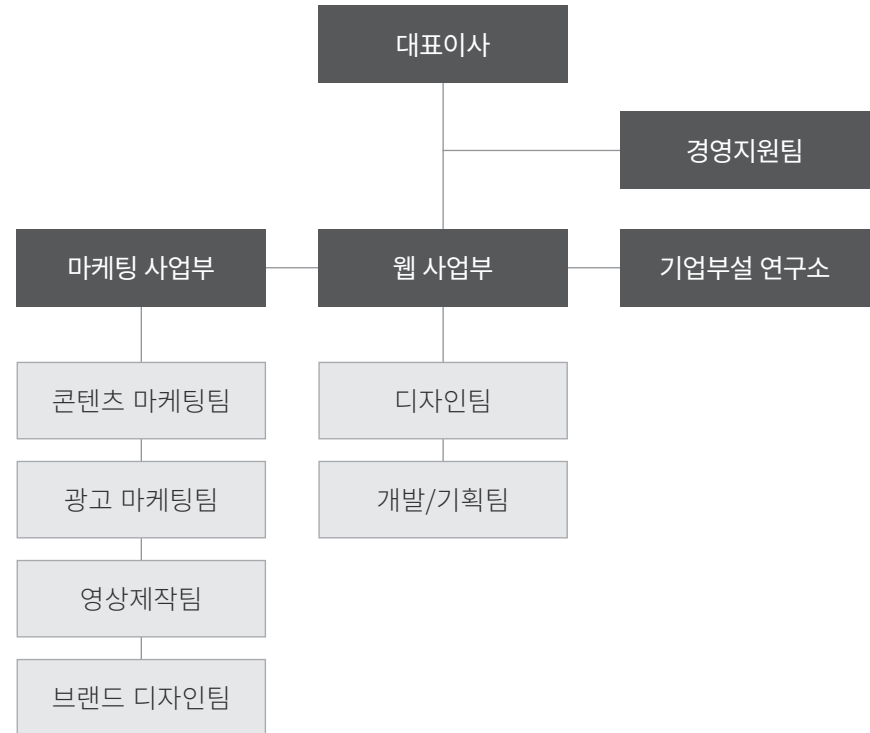 대표이사
경영지원팀
마케팅 사업부
웹 사업부
기업부설 연구소
콘텐츠 마케팅팀
디자인팀
광고 마케팅팀
개발/기획팀
영상제작팀
브랜드 디자인팀